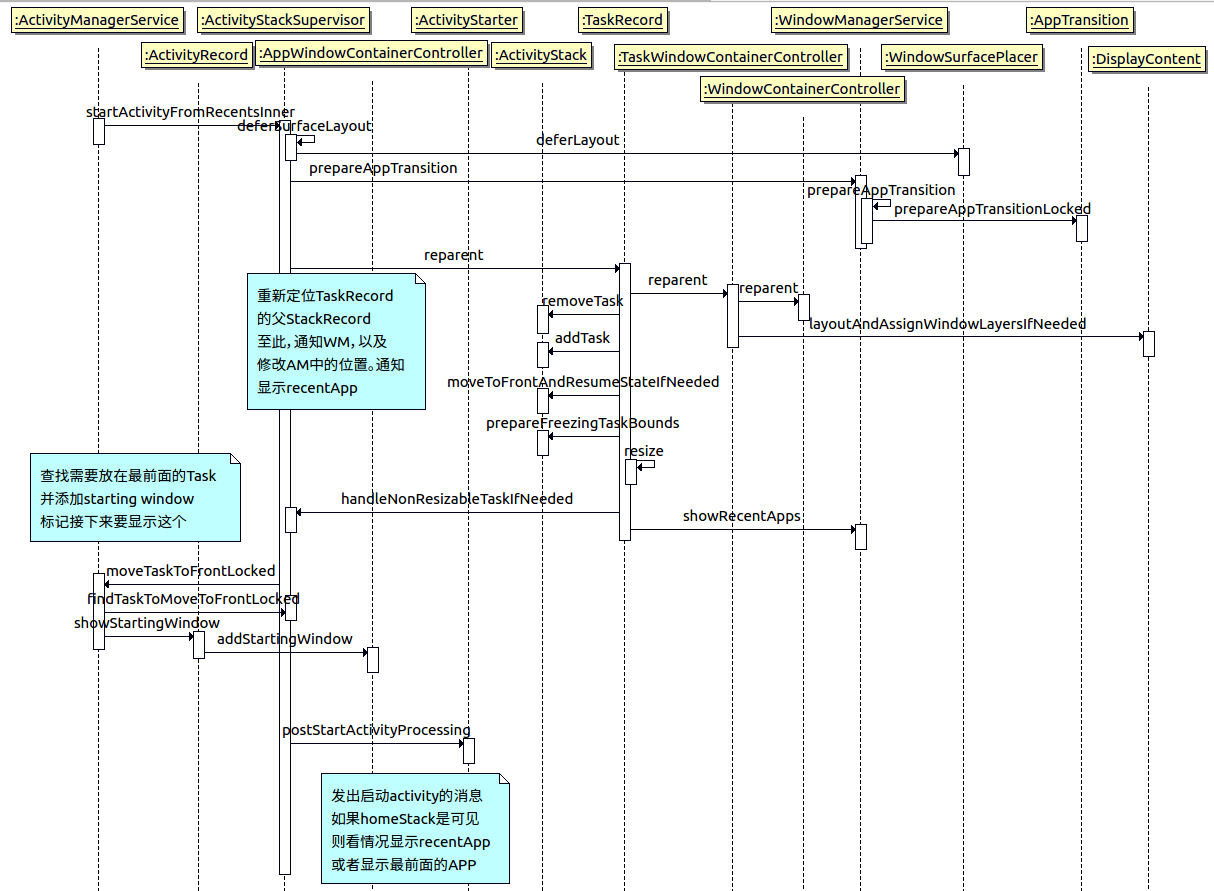 :ActivityManagerService
:ActivityStackSupervisor
:ActivityStarter
:TaskRecord
:WindowManagerService
:AppTransition
:ActivityRecord
:AppWindowContainerController
:ActivityStack
:TaskWindowContainerController
:WindowSurfacePlacer
:DisplayContent
:WindowContainerController
startActivityFromRecentsInner
deferSurfaceLayout
deferLayout
prepareAppTransition
prepareAppTransition
prepareAppTransitionLocked
reparent
reparent
reparent
重新定位TaskRecord
的父StackRecord
至此，通知WM，以及
修改AM中的位置。通知
显示recentApp
removeTask
layoutAndAssignWindowLayersIfNeeded
addTask
moveToFrontAndResumeStateIfNeeded
prepareFreezingTaskBounds
resize
查找需要放在最前面的Task
并添加starting window
标记接下来要显示这个
handleNonResizableTaskIfNeeded
showRecentApps
moveTaskToFrontLocked
findTaskToMoveToFrontLocked
showStartingWindow
addStartingWindow
postStartActivityProcessing
发出启动activity的消息
如果homeStack是可见
则看情况显示recentApp
或者显示最前面的APP